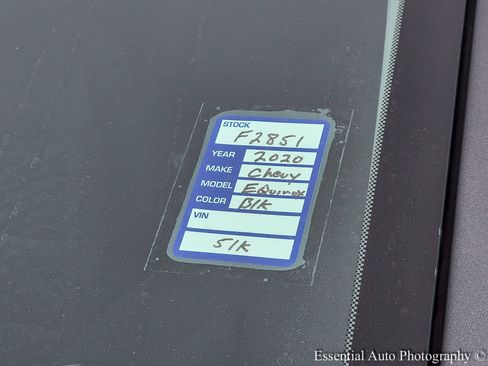 STOCK
F2851
YEAR 2020
MAKE Chevy
MODEL EQuinox
COLOR Blk
VIN
51K
Essential Auto Photography ©